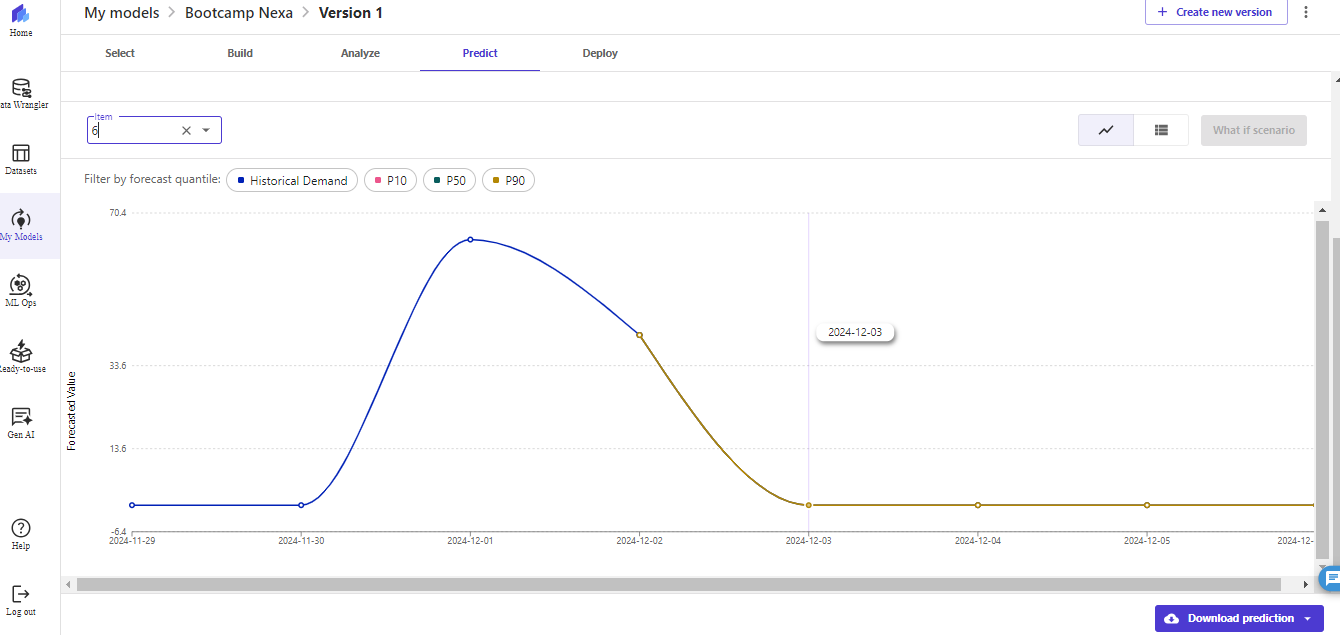 My models > Bootcamp Nexa > Version 1
+ Create new version
Home
Select Build Analyze Predict Deploy
ata Wrangler
Item
6
What if scenario
Datasets
Filter by forecast quantile: Historical Demand P10 P50 P90
My Models
70.4
ML Ops
2024-12-03
33.6
Ready-to-use
Forecasted Value
Gen AI
13.6
-6.4
2024-11-29 2024-11-30 2024-12-01 2024-12-02 2024-12-03 2024-12-04 2024-12-05 2024-12-
Help
Log out
Download prediction